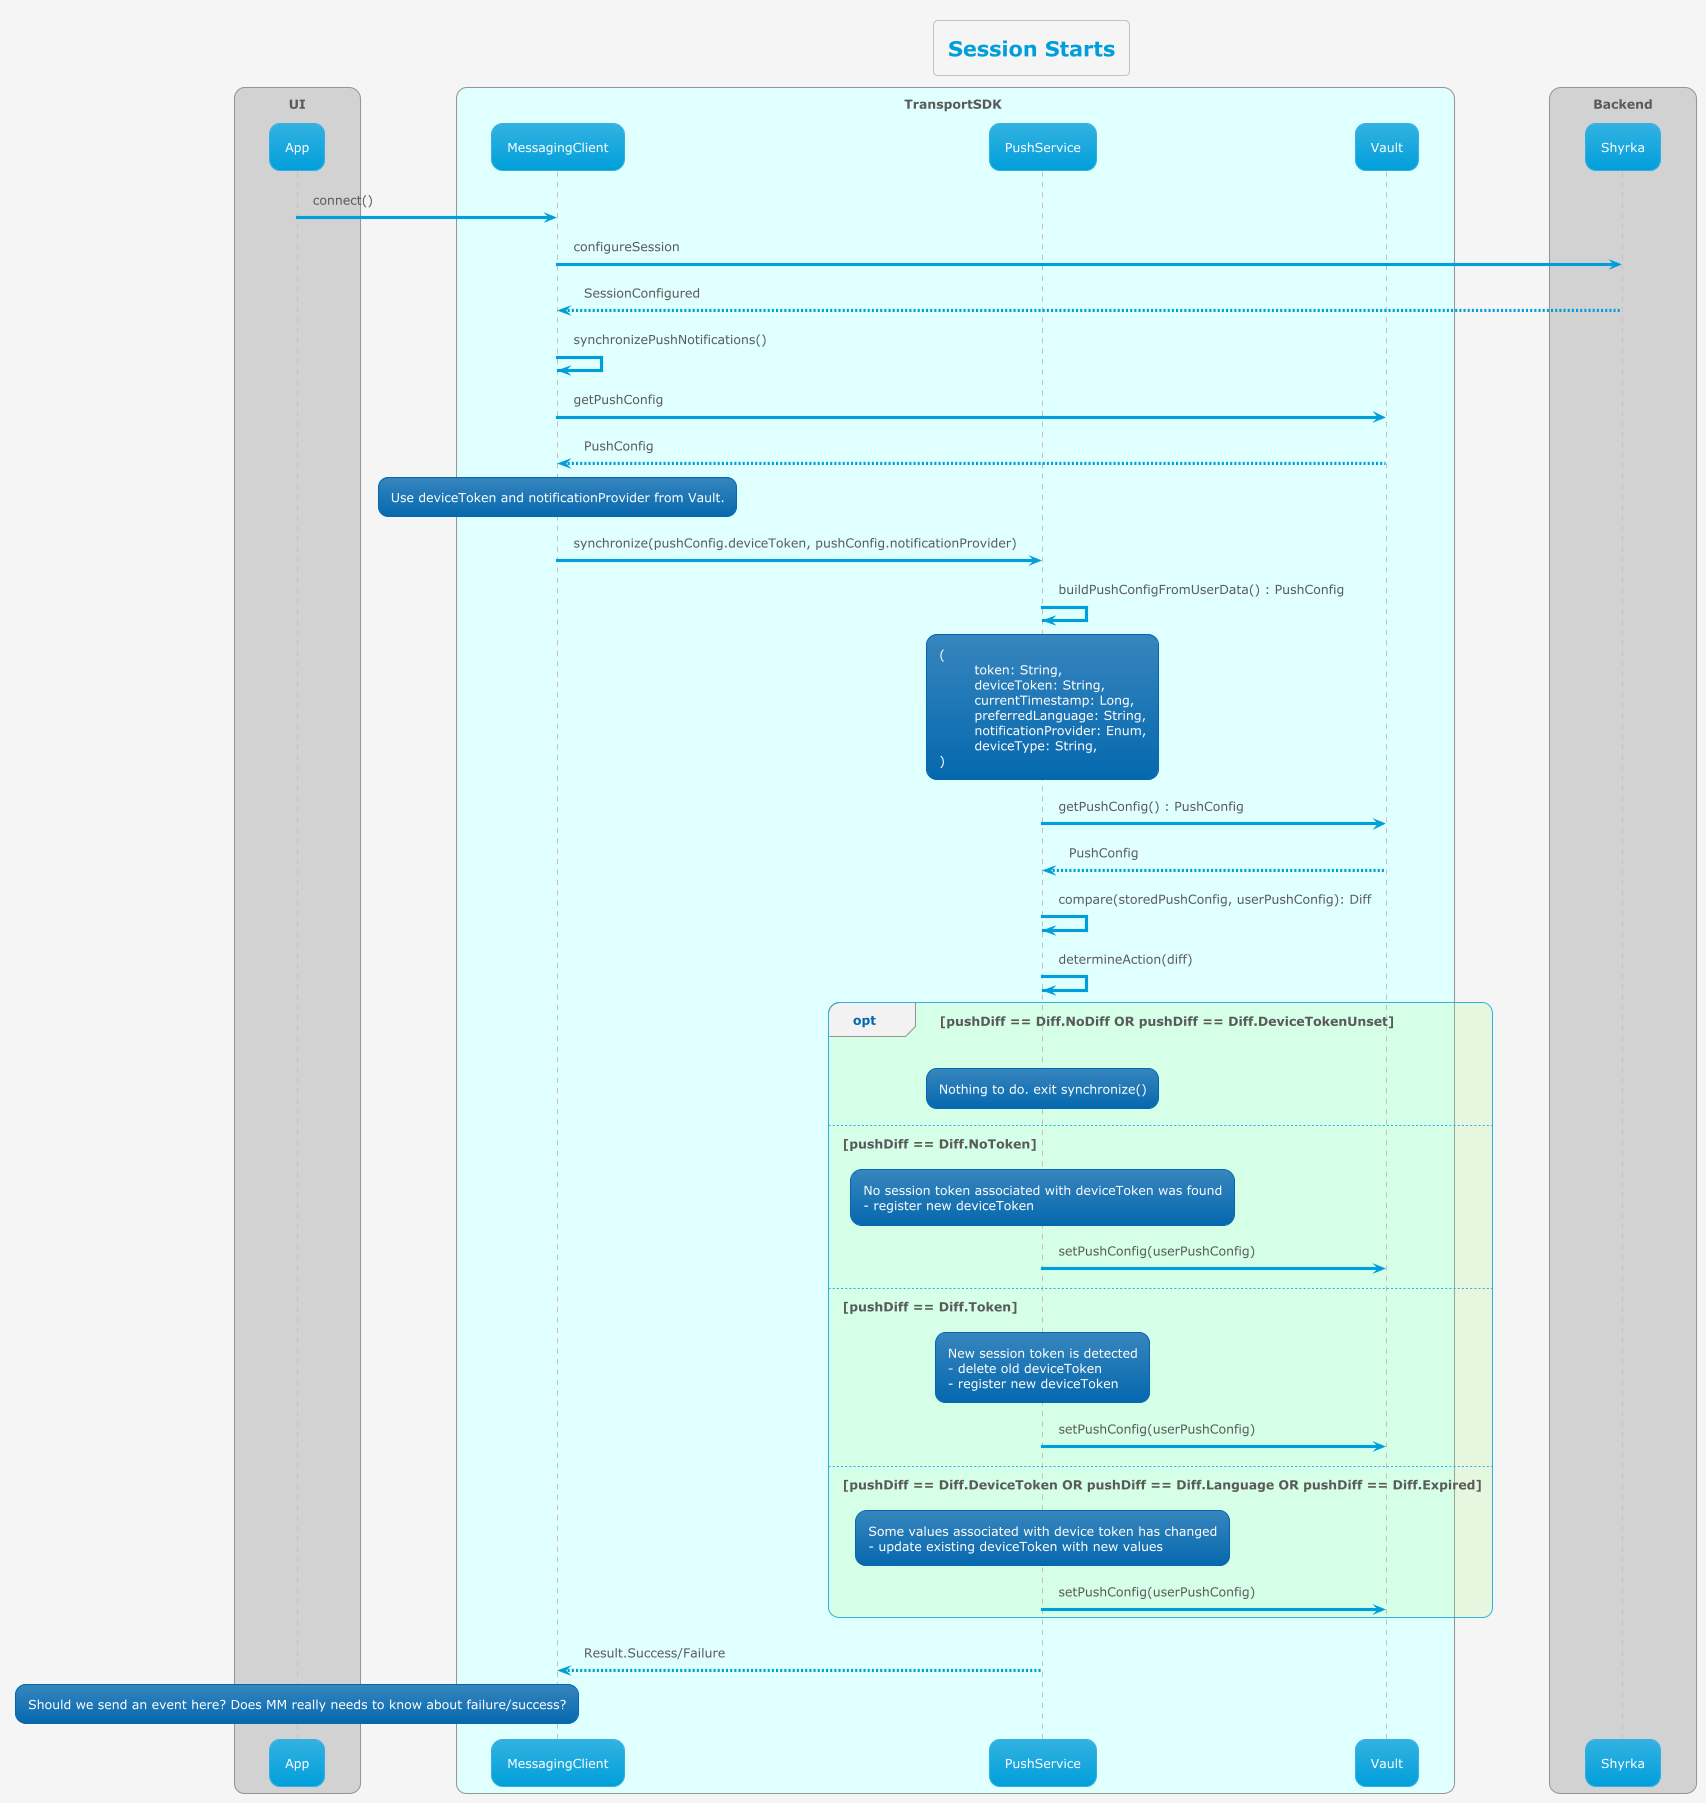 Session Starts
UI
TransportSDK
Backend
App
MessagingClient
PushService
Vault
Shyrka
connect()
configureSession
SessionConfigured
synchronizePushNotifications()
getPushConfig
PushConfig
Use deviceToken and notificationProvider from Vault.
synchronize(pushConfig.deviceToken, pushConfig.notificationProvider)
buildPushConfigFromUserData() : PushConfig
(
token: String,
deviceToken: String,
currentTimestamp: Long,
preferredLanguage: String,
notificationProvider: Enum,
deviceType: String,
)
getPushConfig() : PushConfig
PushConfig
compare(storedPushConfig, userPushConfig): Diff
determineAction(diff)
opt
[pushDiff == Diff.NoDiff OR pushDiff == Diff.DeviceTokenUnset]
Nothing to do. exit synchronize()
[pushDiff == Diff.NoToken]
No session token associated with deviceToken was found
- register new deviceToken
setPushConfig(userPushConfig)
[pushDiff == Diff.Token]
New session token is detected
- delete old deviceToken
- register new deviceToken
setPushConfig(userPushConfig)
[pushDiff == Diff.DeviceToken OR pushDiff == Diff.Language OR pushDiff == Diff.Expired]
Some values associated with device token has changed
- update existing deviceToken with new values
setPushConfig(userPushConfig)
Result.Success/Failure
Should we send an event here? Does MM really needs to know about failure/success?
App
MessagingClient
PushService
Vault
Shyrka